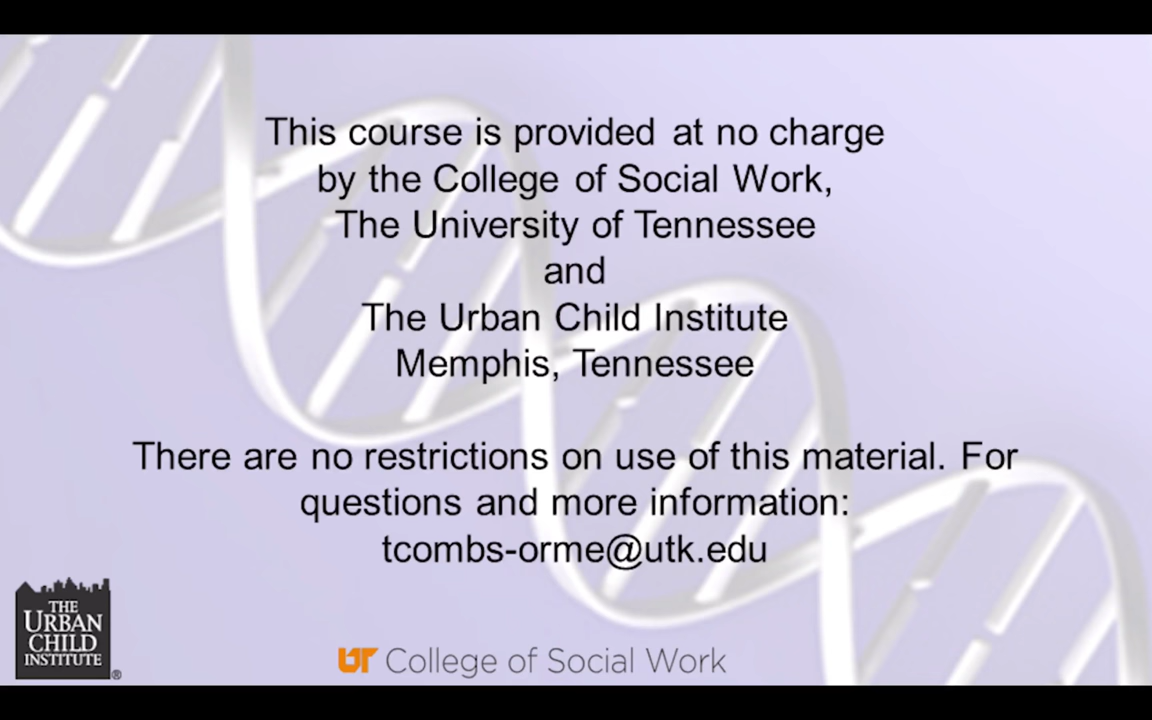 This course is provided at no charge
by the College of Social Work,
The University of Tennessee
and
The Urban Child Institute
Memphis, Tennessee
There are no restrictions on use of this material. For
questions and more information:
tcombs-orme@utk.edu
THE
URBAN
CHILD
INSTITUTE
®
UT College of Social Work